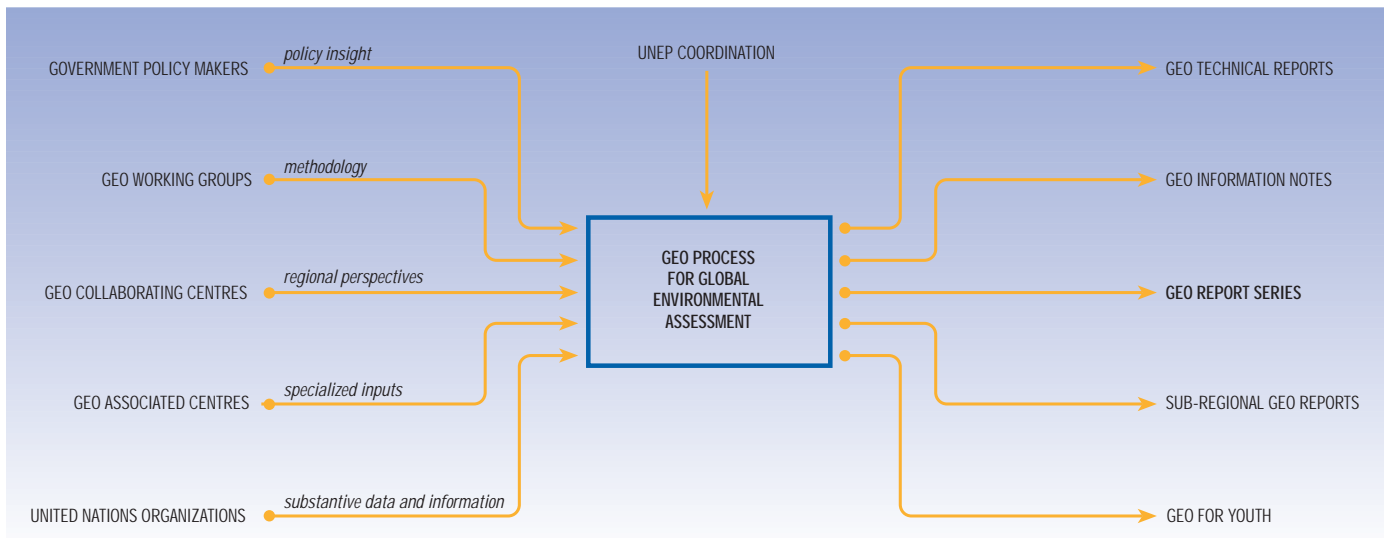 policy insight
GOVERNMENT POLICY MAKERS
UNEP COORDINATION
GEO TECHNICAL REPORTS
methodology
GEO WORKING GROUPS
GEO INFORMATION NOTES
GEO PROCESS
FOR GLOBAL
ENVIRONMENTAL
ASSESSMENT
regional perspectives
GEO COLLABORATING CENTRES
GEO REPORT SERIES
specialized inputs
GEO ASSOCIATED CENTRES
SUB-REGIONAL GEO REPORTS
substantive data and information
UNITED NATIONS ORGANIZATIONS
GEO FOR YOUTH